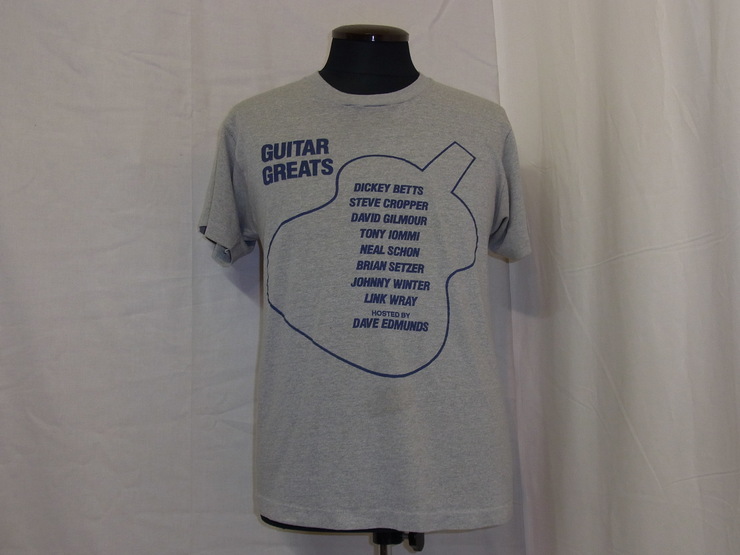 GUITAR
GREATS
DICKEY BETTS
STEVE CROPPER
DAVID GILMOUR
TONY IOMMI
NEAL SCHON
BRIAN SETZER
JOHNNY WINTER
LINK WRAY
HOSTED BY
DAVE EDMUNDS